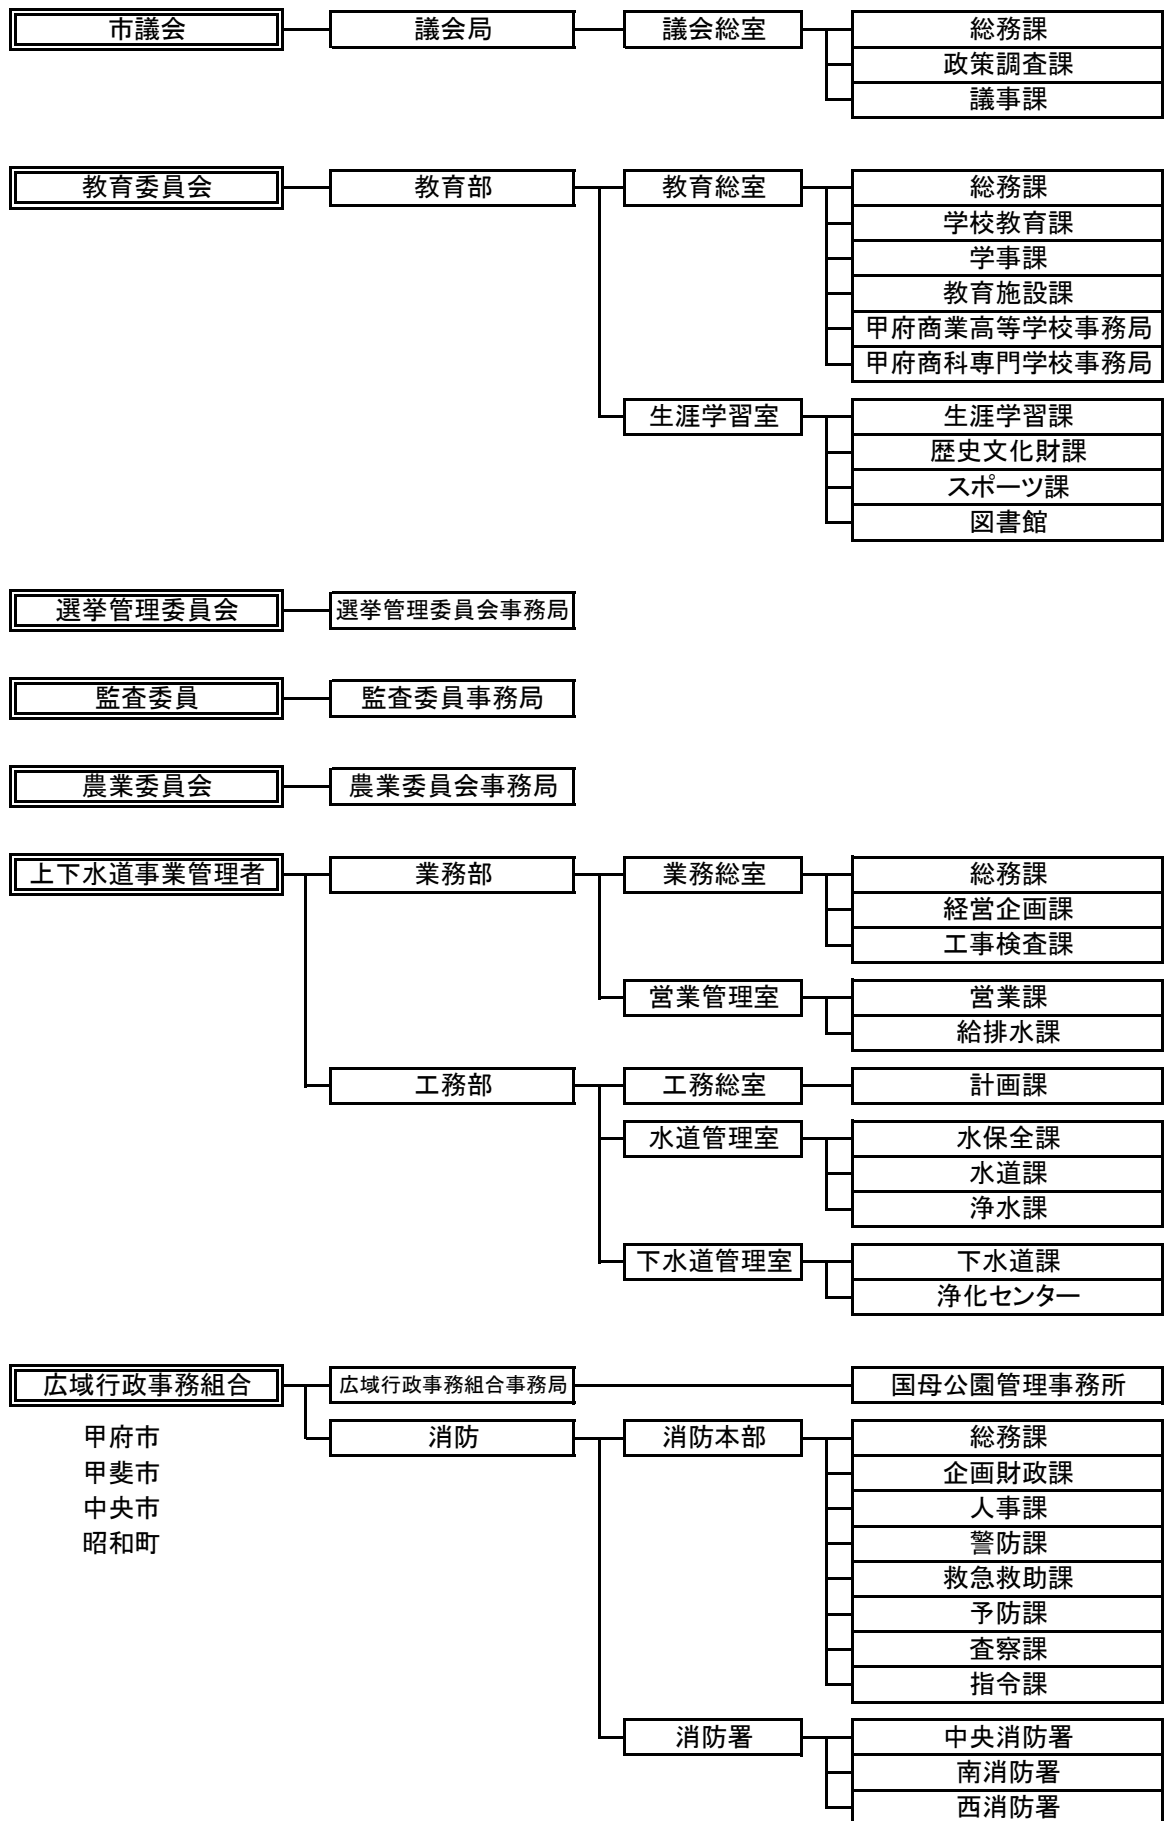 市議会 議会局 議会総室 総務課
政策調査課
議事課
教育委員会 教育部 教育総室 総務課
学校教育課
学事課
教育施設課
甲府商業高等学校事務局
甲府商科専門学校事務局
生涯学習室 生涯学習課
歴史文化財課
スポーツ課
図書館
選挙管理委員会 選挙管理委員会事務局
監査委員 監査委員事務局
農業委員会 農業委員会事務局
上下水道事業管理者 業務部 業務総室 総務課
経営企画課
工事検査課
営業管理室 営業課
給排水課
工務部 工務総室 計画課
水道管理室 水保全課
水道課
浄水課
下水道管理室 下水道課
浄化センター
広域行政事務組合 広域行政事務組合事務局 国母公園管理事務所
甲府市 消防 消防本部 総務課
甲斐市 企画財政課
中央市 人事課
昭和町 警防課
救急救助課
予防課
査察課
指令課
消防署 中央消防署
南消防署
西消防署